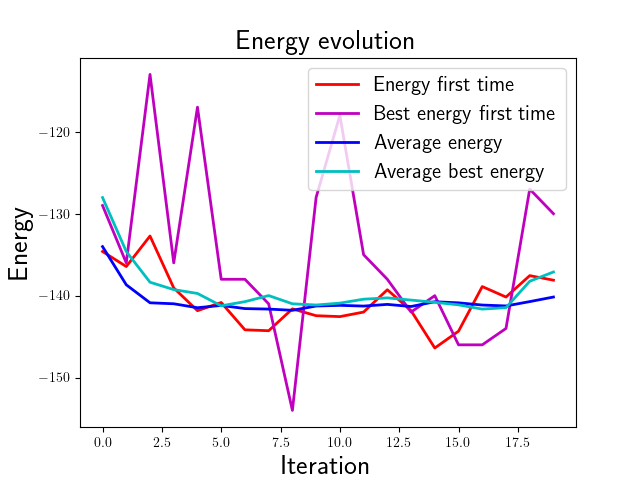 Energy evolution
Energy first time
Best energy first time
Average energy
Average best energy
Energy
−120
−130
−140
−150
0.0 2.5 5.0 7.5 10.0 12.5 15.0 17.5
Iteration